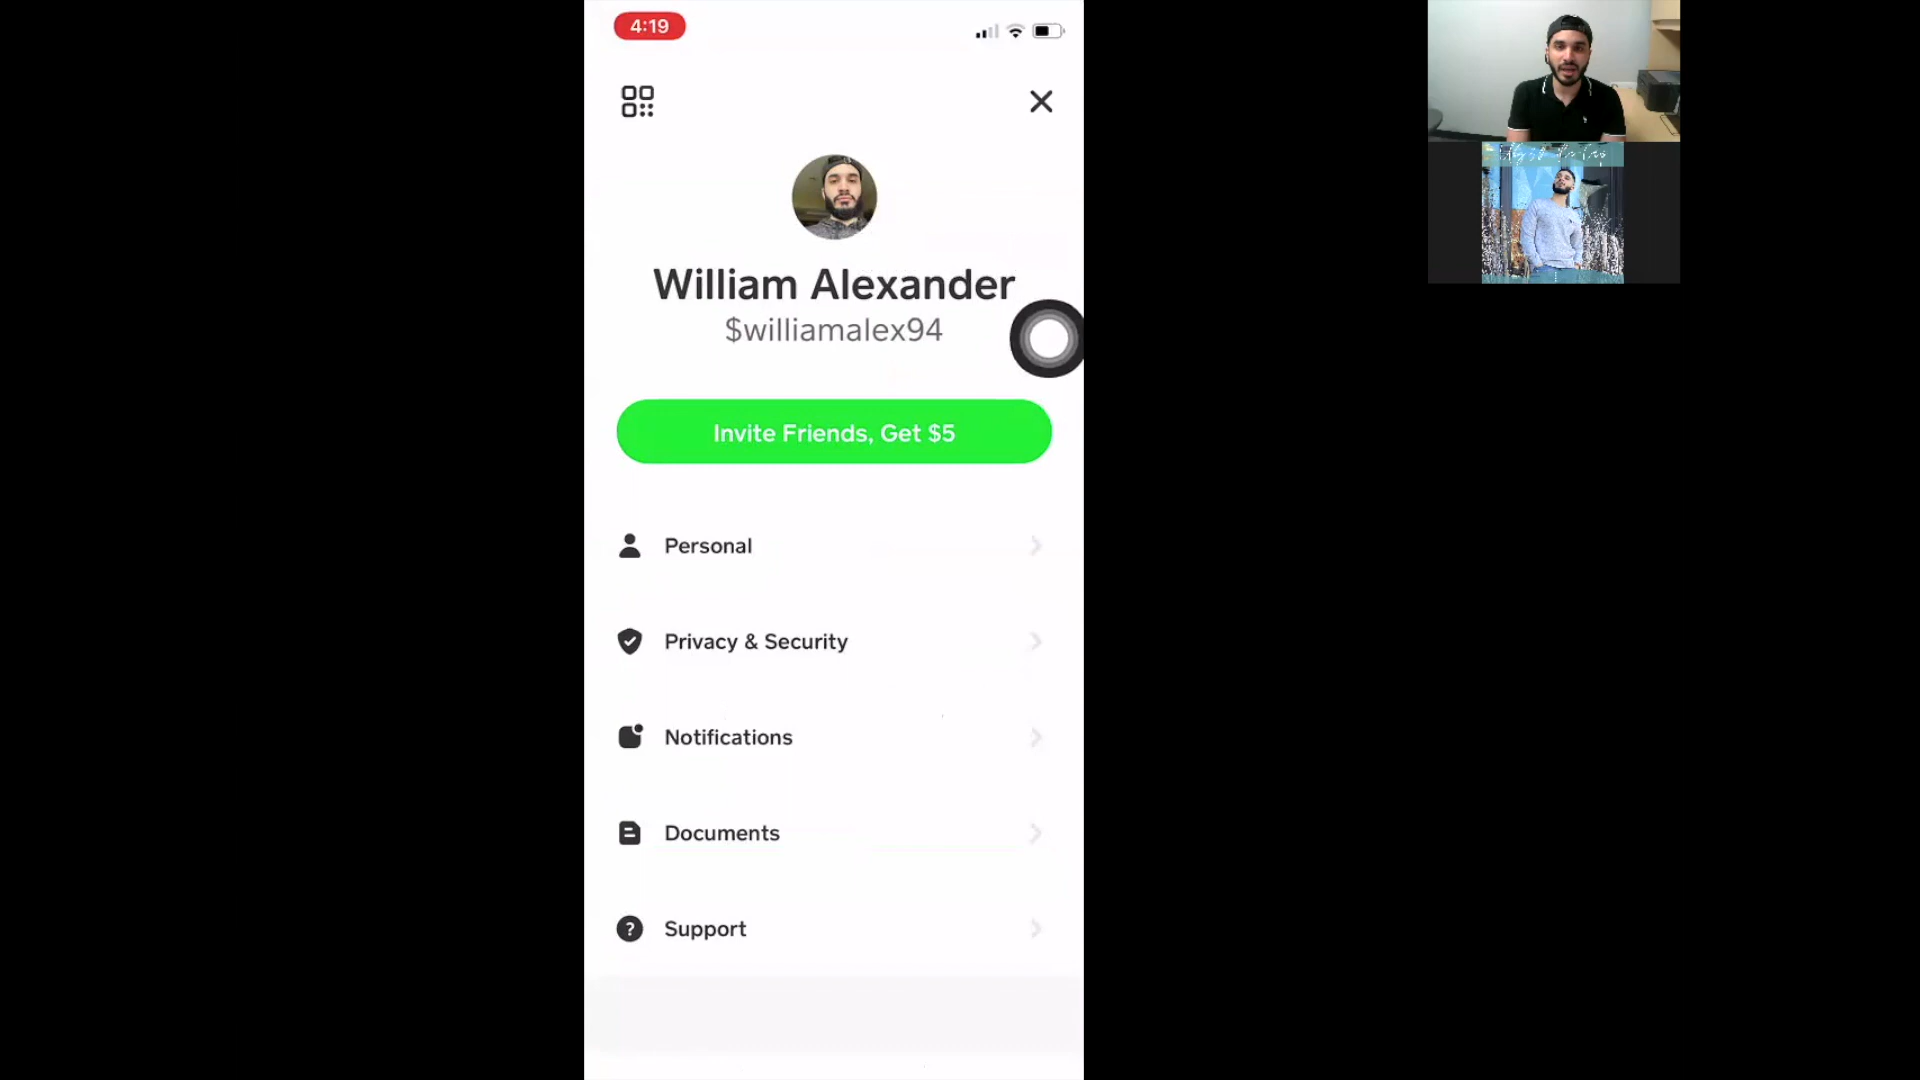 4:19
William Alexander
$williamalex94
Invite Friends, Get $5
Personal
Privacy & Security
Notifications
Documents
Support